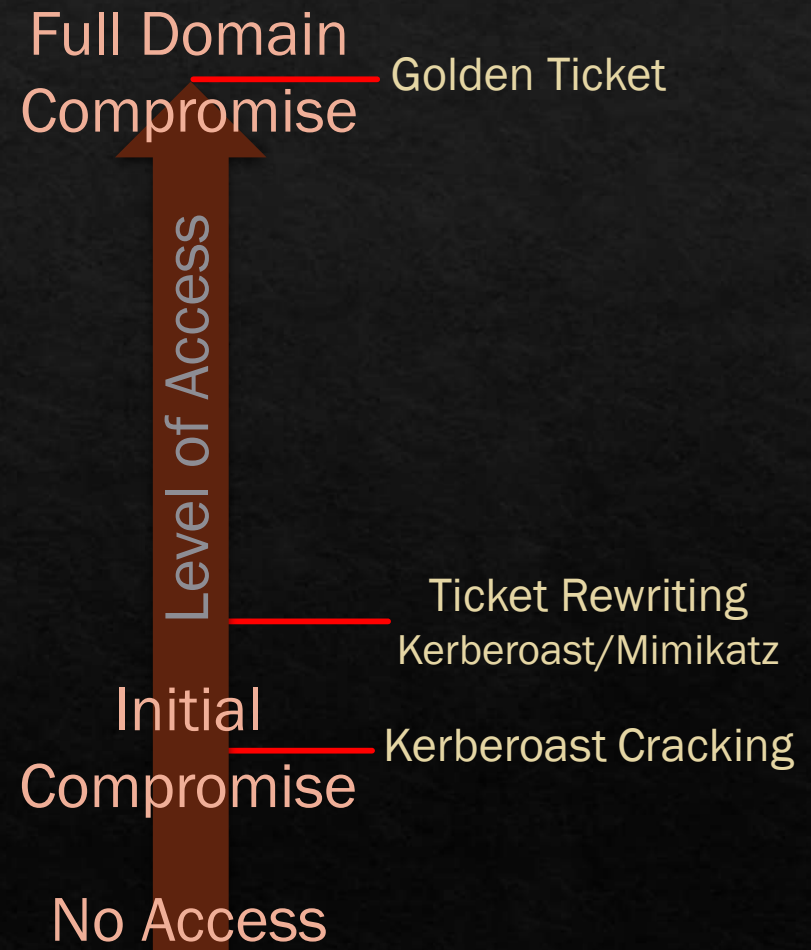 Full Domain
Compromise
Golden Ticket
Level of Access
Ticket Rewriting
Kerberoast/Mimikatz
Initial
Compromise
Kerberoast Cracking
No Access